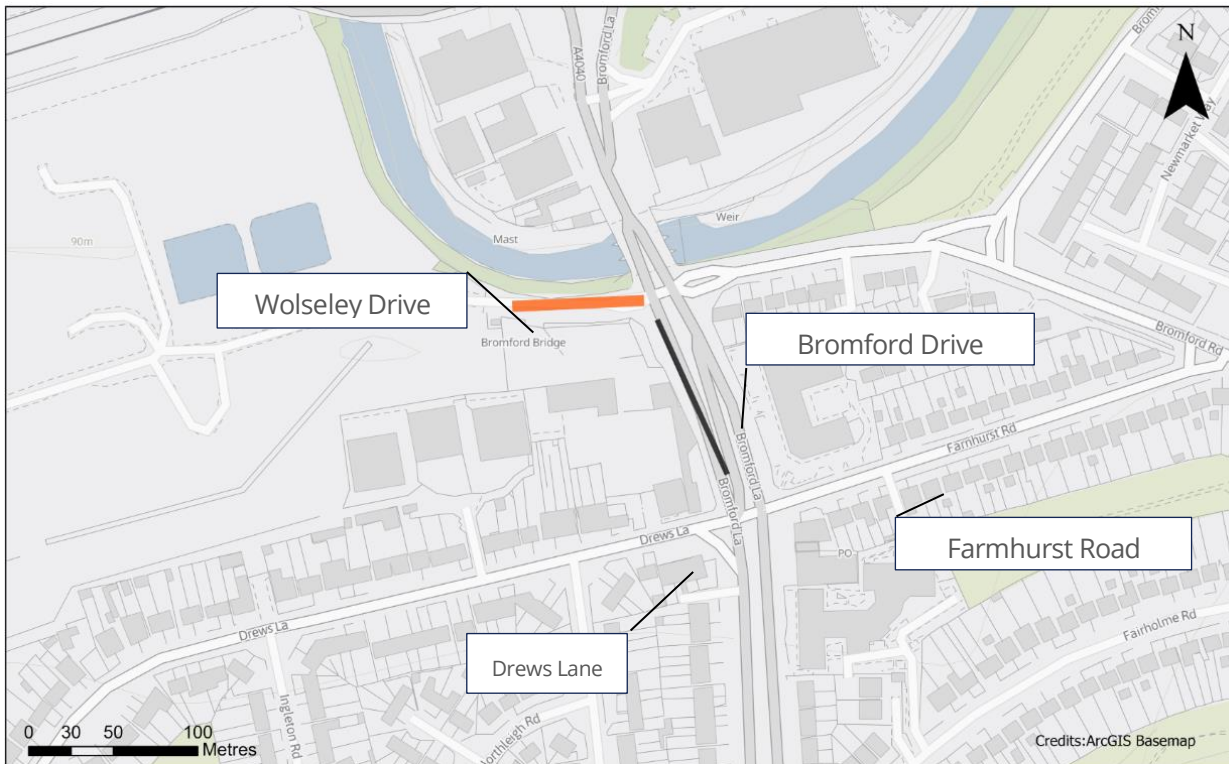 A4040
Bromford La
N
Newmarket Way
Weir
Mast
90m
Wolseley Drive
Bromford Bridge
Bromford Drive
Bromford Rd
Farnhurst Rd
Bromford La
Bromford La
Drews La
Farmhurst Road
PO
Drews Lane
Drews La
Fairholme Rd
Ingleton Rd
0 30 50 100
Metres
Credits:ArcGIS Basemap